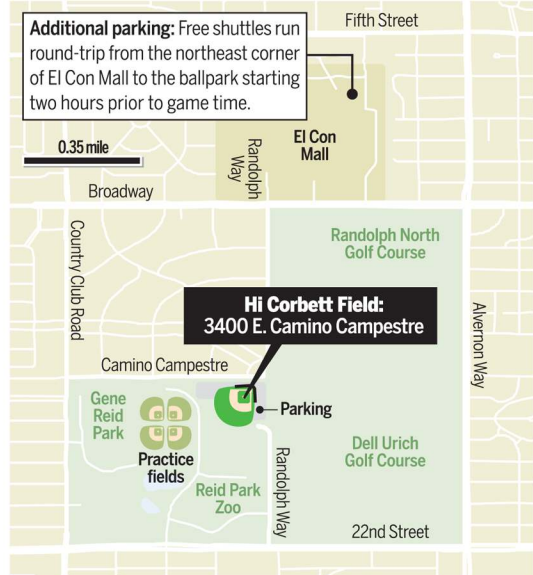 Fifth Street
Additional parking: Free shuttles run
round-trip from the northeast corner
of El Con Mall to the ballpark starting
two hours prior to game time.
El Con
Mall
0.35 mile
Randolph
Way
Broadway
Country Club Road
Randolph North
Golf Course
Hi Corbett Field:
3400 E. Camino Campestre
Alvernon Way
Camino Campestre
Gene
Reid
Park
Parking
Practice
fields
Dell Urich
Golf Course
Randolph Way
Reid Park
Zoo
22nd Street